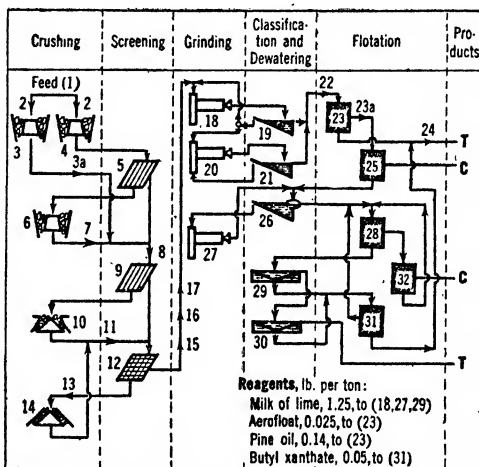 Crushing
Screening
Grinding
Classifica-
tion and
Dewatering
Flotation
Pro-
ducts
Feed (1)
2
2
3
4
3a
5
6
7
8
9
10
11
12
13
14
15
16
17
18
19
20
21
22
23
23a
24
T
25
C
26
27
28
29
30
31
32
C
T
Reagents, lb. per ton:
Milk of lime, 1.25, to (18,27,29)
Aerofloat, 0.025, to (23)
Pine oil, 0.14, to (23)
Butyl xanthate, 0.05, to (31)